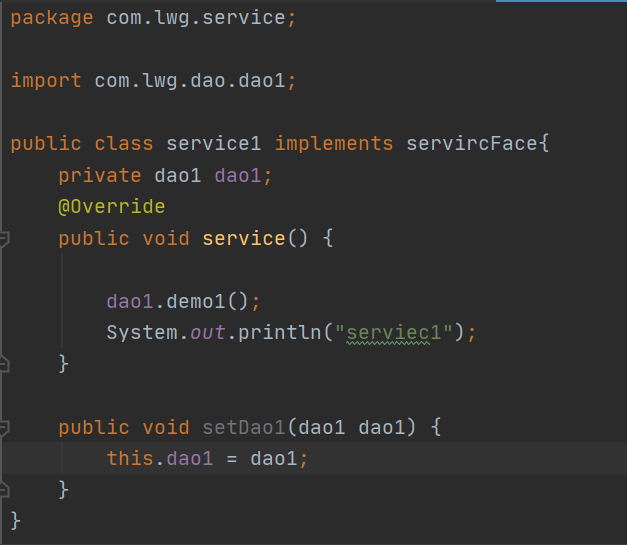 package com.lwg.service;
import com.lwg.dao.dao1;
public class service1 implements servircFace{
    private dao1 dao1;
    @Override
    public void service() {
        dao1.demo1();
        System.out.println("serviec1");
    }
    public void setDao1(dao1 dao1) {
        this.dao1 = dao1;
    }
}